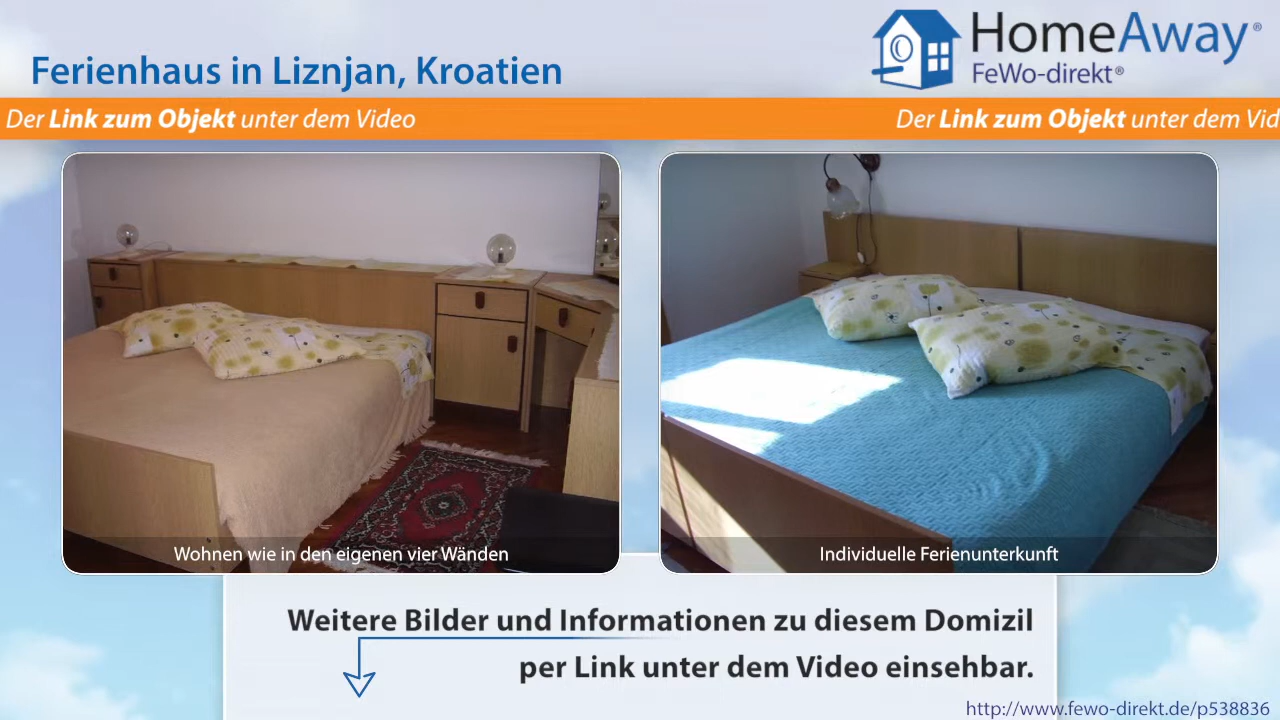 HomeAway®
FeWo-direkt®
Ferienhaus in Liznjan, Kroatien
Der Link zum Objekt unter dem Video
Der Link zum Objekt unter dem Vid
Wohnen wie in den eigenen vier Wänden
Individuelle Ferienunterkunft
Weitere Bilder und Informationen zu diesem Domizil
per Link unter dem Video einsehbar.
http://www.fewo-direkt.de/p538836